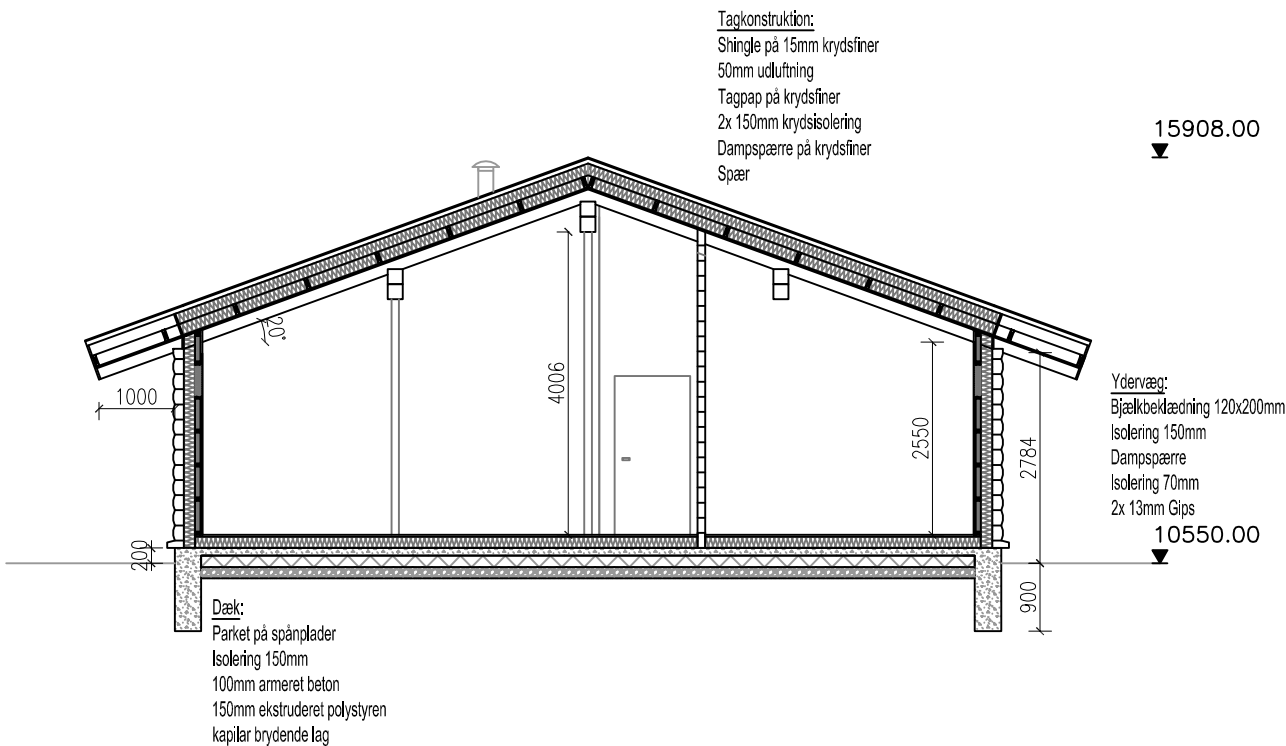 Tagkonstruktion:
Shingle på 15mm krydsfiner
50mm udluftning
Tagpap på krydsfiner
2x 150mm krydsisolering
Dampspærre på krydsfiner
Spær
15908.00
20°
1000
4006
2550
2784
Ydervæg:
Bjælkbeklædning 120x200mm
Isolering 150mm
Dampspærre
Isolering 70mm
2x 13mm Gips
10550.00
200
900
Dæk:
Parket på spånplader
Isolering 150mm
100mm armeret beton
150mm ekstruderet polystyren
kapilar brydende lag